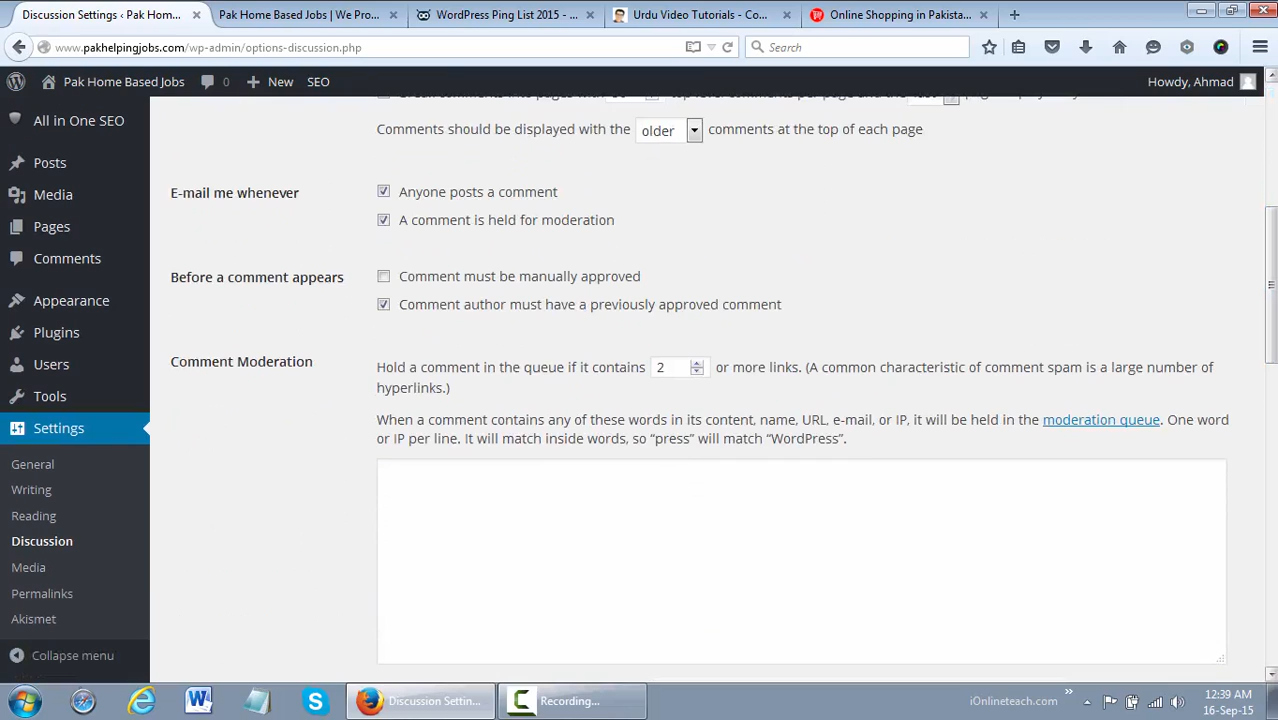 Discussion Settings ‹ Pak Hom...
Pak Home Based Jobs | We Pro...
WordPress Ping List 2015 - ...
Urdu Video Tutorials - Co...
Online Shopping in Pakista...
www.pakhelpingjobs.com/wp-admin/options-discussion.php
Search
Pak Home Based Jobs
0
New
SEO
Howdy, Ahmad
All in One SEO
Posts
Media
Pages
Comments
Appearance
Plugins
Users
Tools
Settings
General
Writing
Reading
Discussion
Media
Permalinks
Akismet
Collapse menu
Comments should be displayed with the older comments at the top of each page
E-mail me whenever
Anyone posts a comment
A comment is held for moderation
Before a comment appears
Comment must be manually approved
Comment author must have a previously approved comment
Comment Moderation
Hold a comment in the queue if it contains 2 or more links. (A common characteristic of comment spam is a large number of
hyperlinks.)
When a comment contains any of these words in its content, name, URL, e-mail, or IP, it will be held in the moderation queue. One word
or IP per line. It will match inside words, so “press” will match “WordPress”.
Discussion Settin...
Recording...
iOnlineteach.com
12:39 AM
16-Sep-15